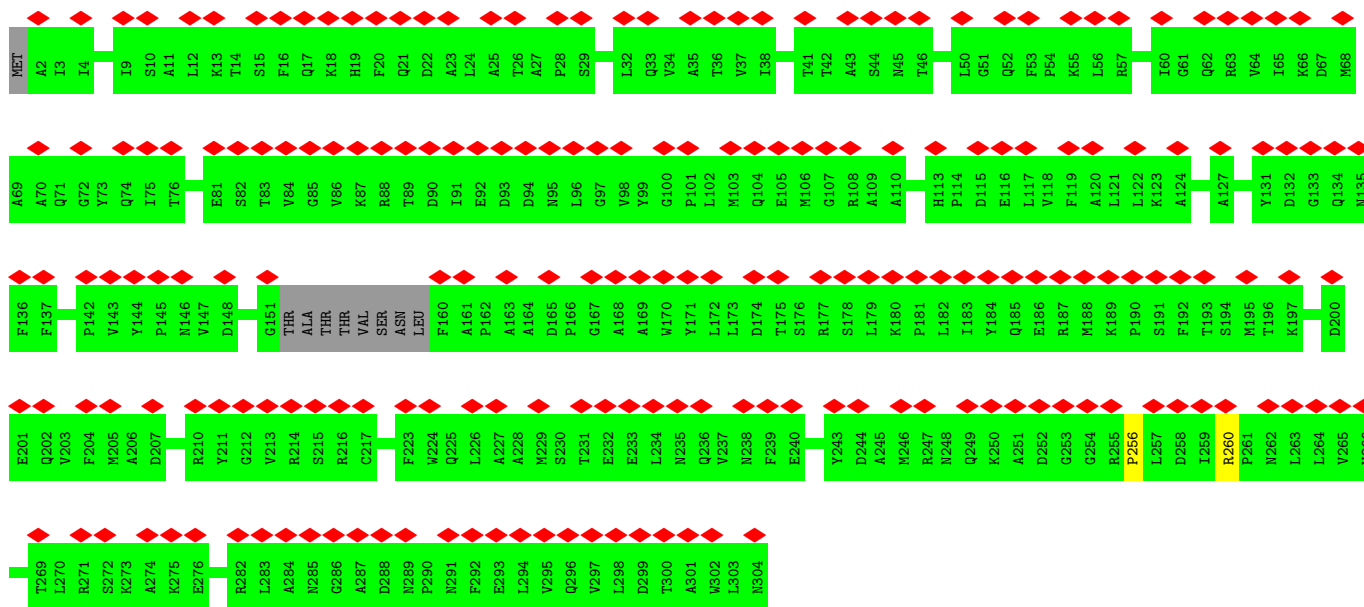 MET A2 I3 I4 I9 S10 A11 L12 K13 T14 S15 F16 Q17 K18 H19 F20 Q21 D22 A23 L24 A25 T26 A27 P28 S29 L32 Q33 V34 A35 T36 V37 I38 T41 T42 A43 S44 N45 T46 L50 G51 Q52 F53 P54 K55 L56 R57 I60 G61 Q62 R63 V64 I65 K66 D67 M68
A69 A70 Q71 G72 Y73 Q74 I75 T76 E81 S82 T83 V84 G85 V86 K87 R88 T89 D90 I91 E92 D93 D94 N95 L96 G97 V98 Y99 G100 P101 L102 M103 Q104 E105 M106 G107 R108 A109 A110 H113 P114 D115 E116 L117 V118 F119 A120 L121 L122 K123 A124 A127 Y131 D132 G133 Q134 N135
F136 F137 P142 V143 Y144 P145 N146 V147 D148 G151 THR ALA THR THR VAL SER ASN LEU F160 A161 P162 A163 A164 D165 P166 G167 A168 A169 W170 Y171 L172 L173 D174 T175 S176 R177 S178 L179 K180 P181 L182 I183 Y184 Q185 E186 R187 M188 K189 P190 S191 F192 T193 S194 M195 T196 K197 D200
E201 Q202 V203 F204 M205 A206 D207 R210 Y211 G212 V213 R214 S215 R216 C217 F223 W224 Q225 L226 A227 A228 M229 S230 T231 E232 E233 L234 N235 Q236 V237 N238 F239 E240 Y243 D244 A245 M246 R247 N248 Q249 K250 A251 D252 G253 G254 R255 P256 L257 D258 I259 R260 P261 N262 L263 L264 V265
T269 L270 R271 S272 K273 A274 K275 E276 R282 L283 A284 N285 G286 A287 D288 N289 P290 N291 F292 E293 L294 V295 Q296 V297 L298 D299 T300 A301 W302 L303 N304